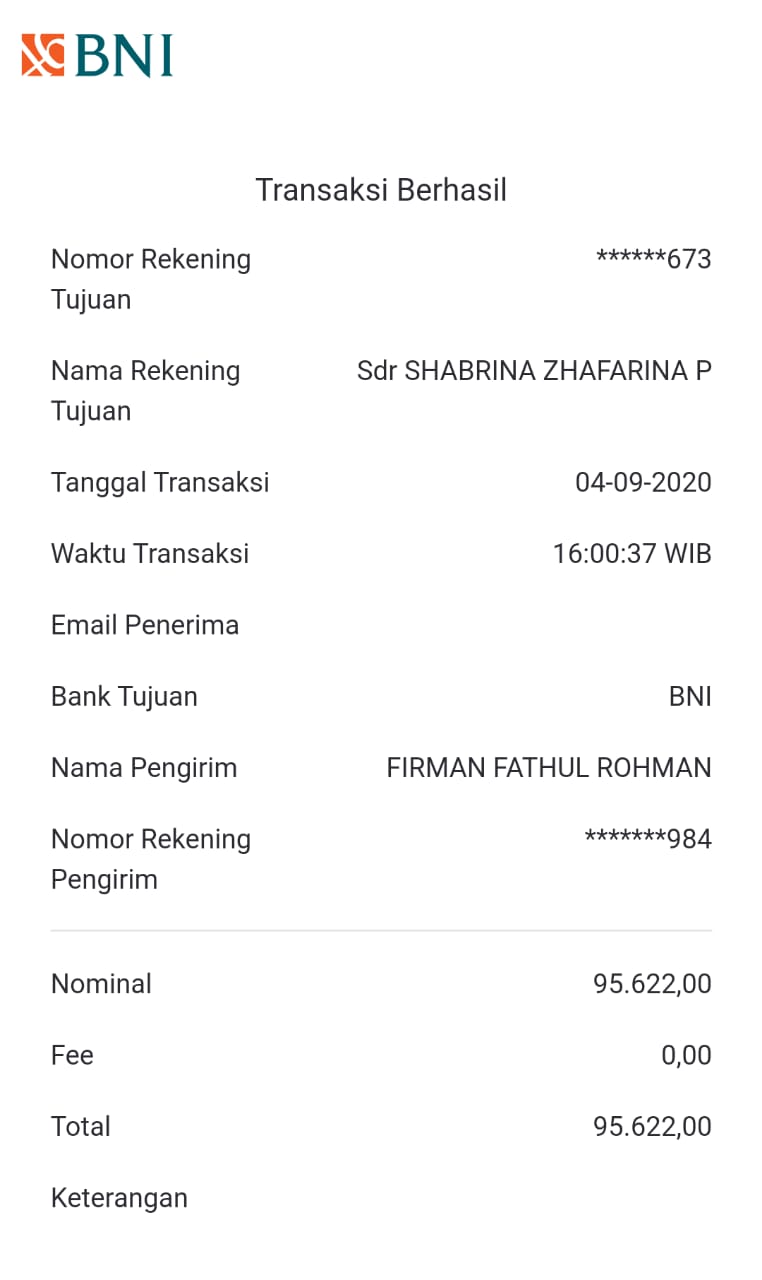 BNI
Transaksi Berhasil
Nomor Rekening Tujuan ******673
Nama Rekening Tujuan Sdr SHABRINA ZHAFARINA P
Tanggal Transaksi 04-09-2020
Waktu Transaksi 16:00:37 WIB
Email Penerima
Bank Tujuan BNI
Nama Pengirim FIRMAN FATHUL ROHMAN
Nomor Rekening Pengirim *******984
Nominal 95.622,00
Fee 0,00
Total 95.622,00
Keterangan